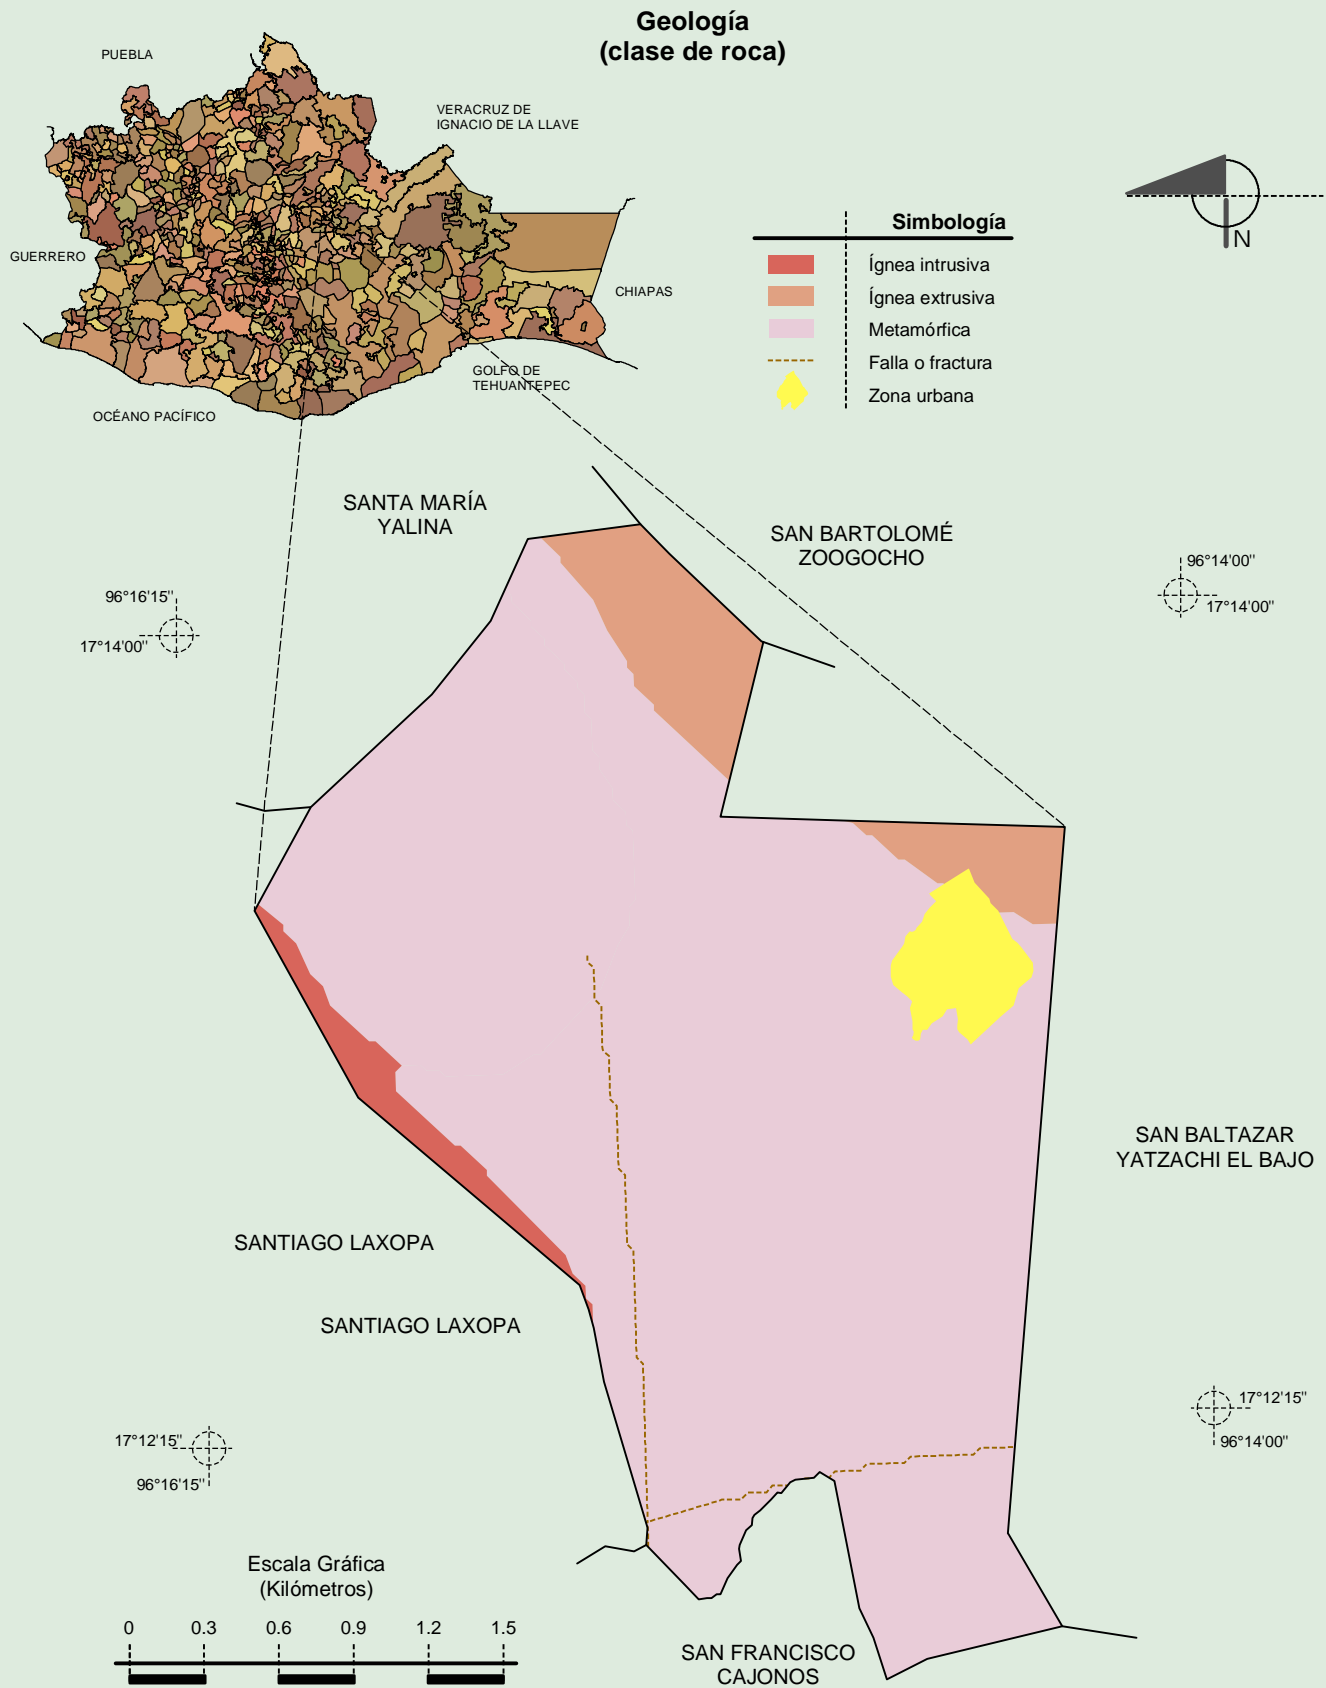 Geología
(clase de roca)
PUEBLA
VERACRUZ DE
IGNACIO DE LA LLAVE
GUERRERO
CHIAPAS
GOLFO DE
TEHUANTEPEC
OCÉANO PACÍFICO
N
Simbología
Ígnea intrusiva
Ígnea extrusiva
Metamórfica
Falla o fractura
Zona urbana
SANTA MARÍA
YALINA
SAN BARTOLOMÉ
ZOOGOCHO
96°16'15"
17°14'00"
96°14'00"
17°14'00"
SAN BALTAZAR
YATZACHI EL BAJO
SANTIAGO LAXOPA
SANTIAGO LAXOPA
17°12'15"
96°16'15"
17°12'15"
96°14'00"
Escala Gráfica
(Kilómetros)
0 0.3 0.6 0.9 1.2 1.5
SAN FRANCISCO
CAJONOS